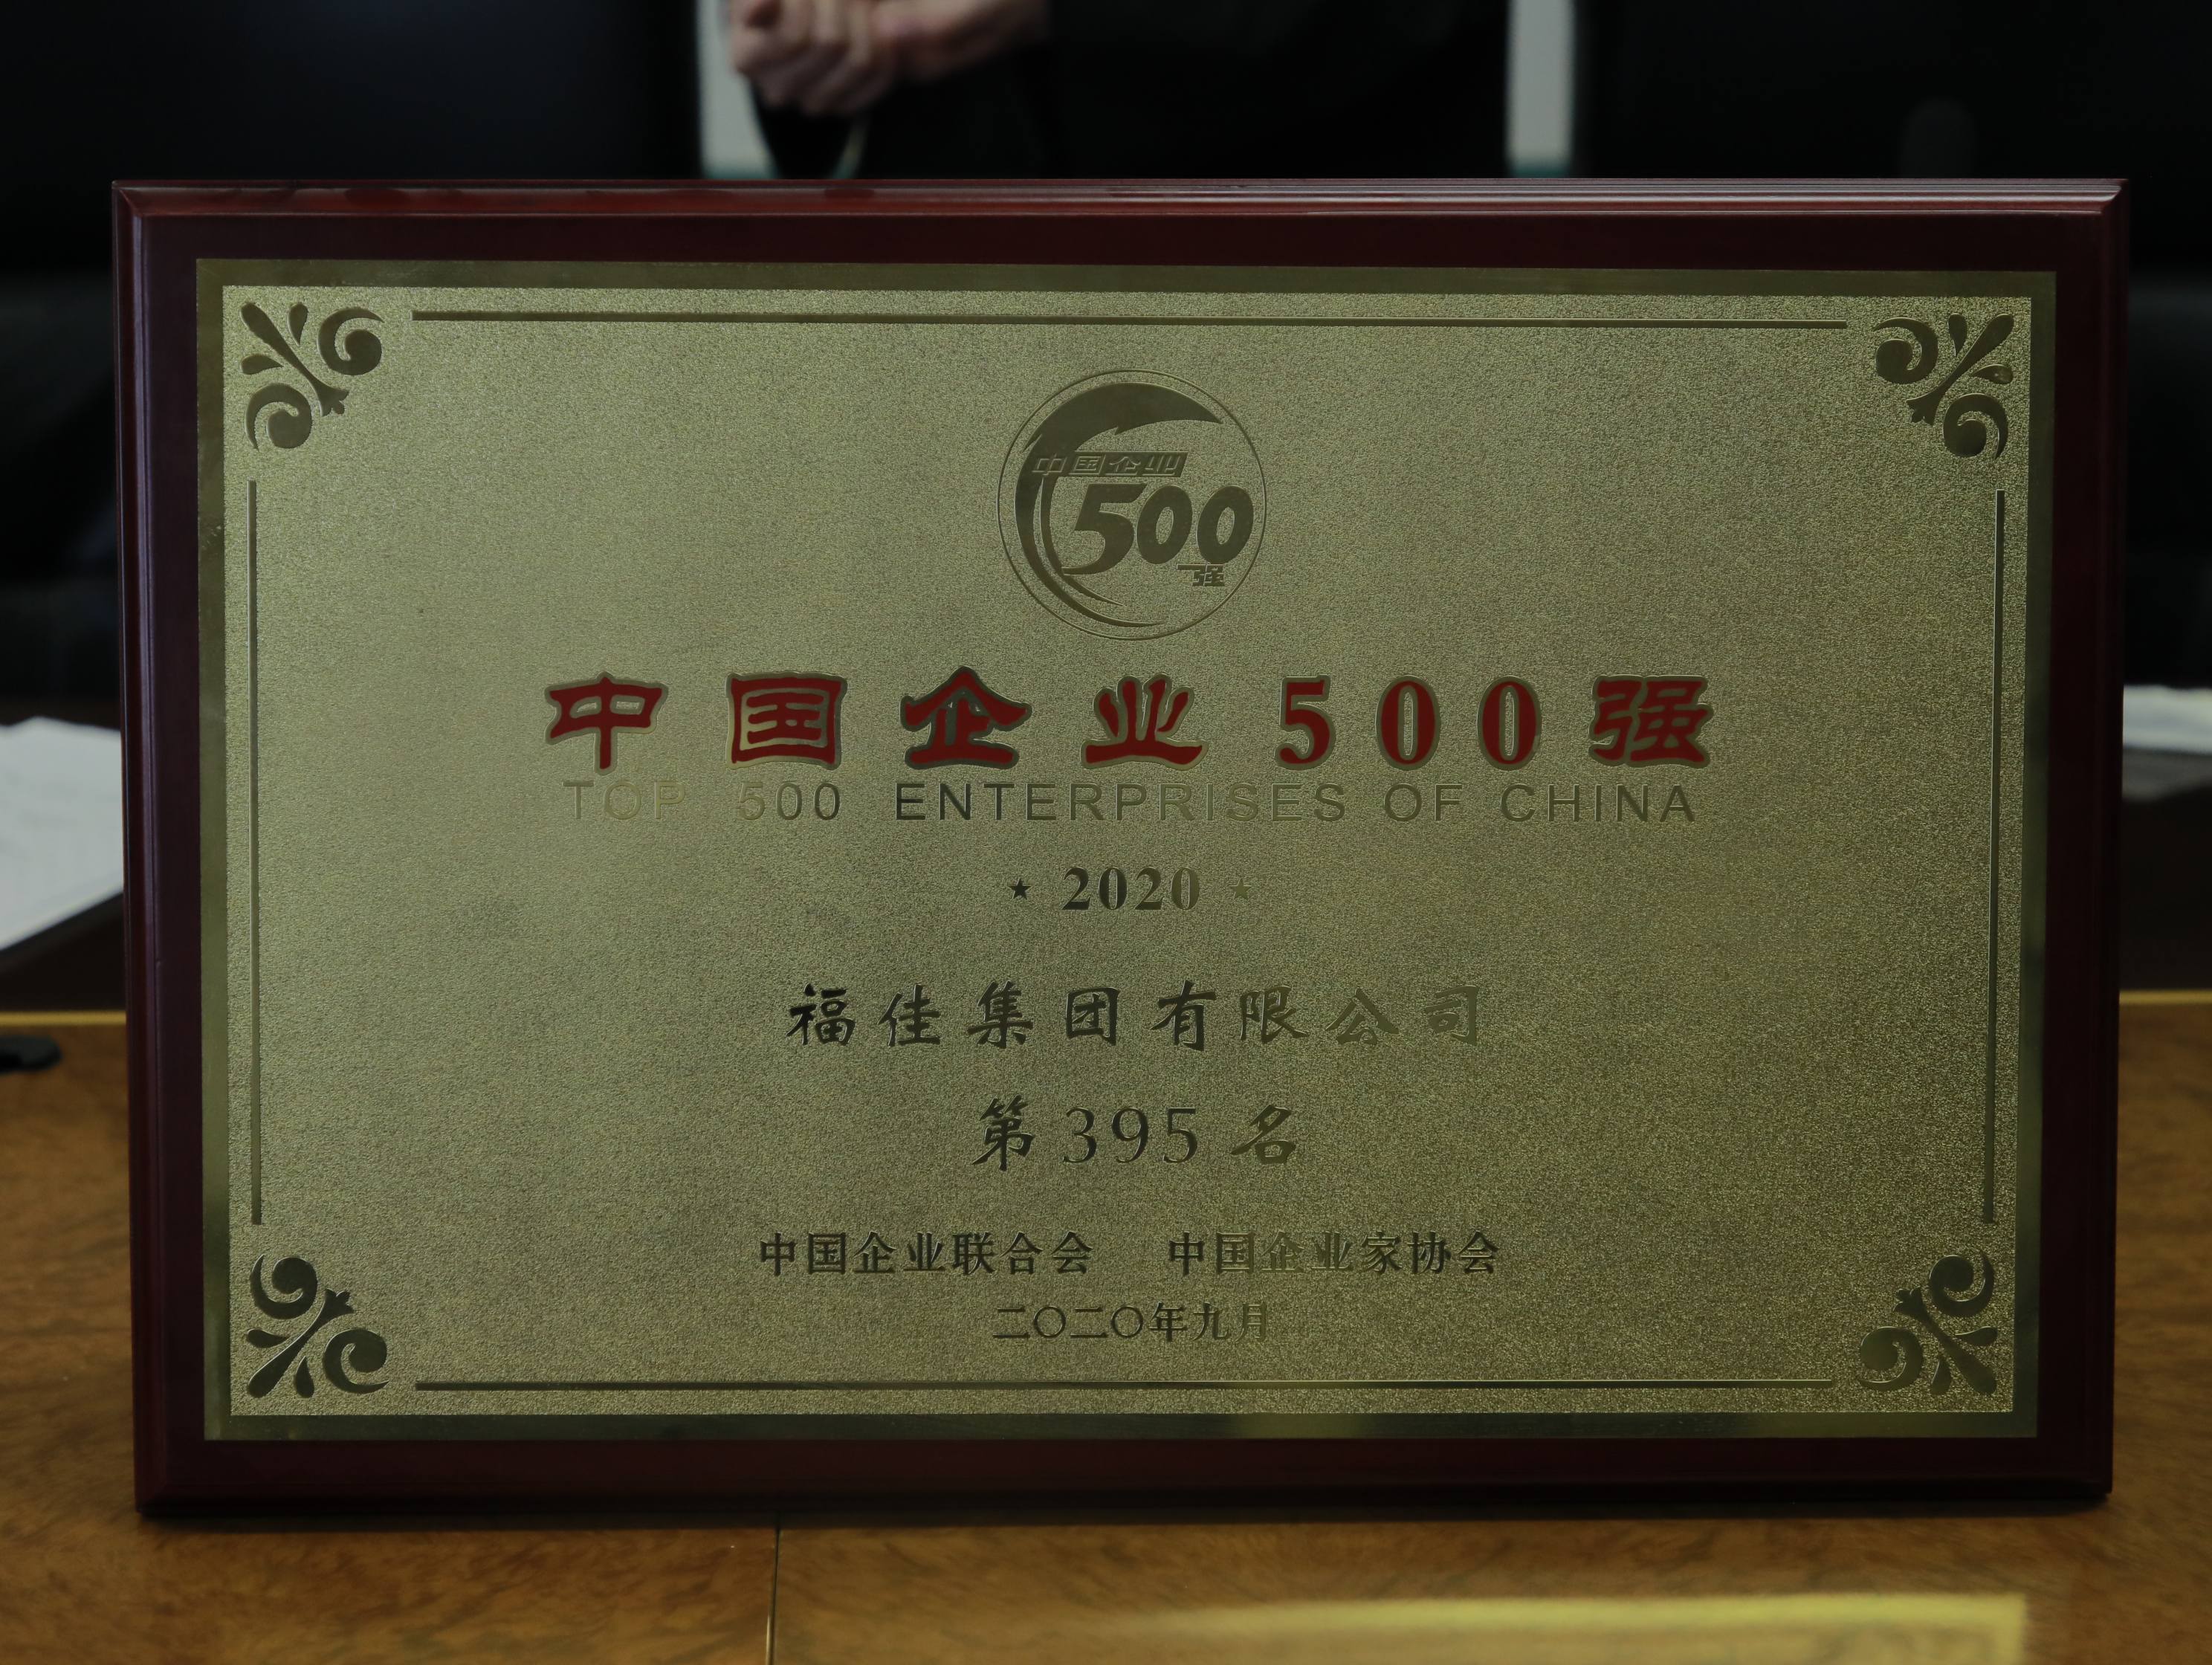 中国企业
500
强
中国企业500强
TOP 500 ENTERPRISES OF CHINA
★ 2020 ★
福佳集团有限公司
第395名
中国企业联合会 中国企业家协会
二〇二〇年九月